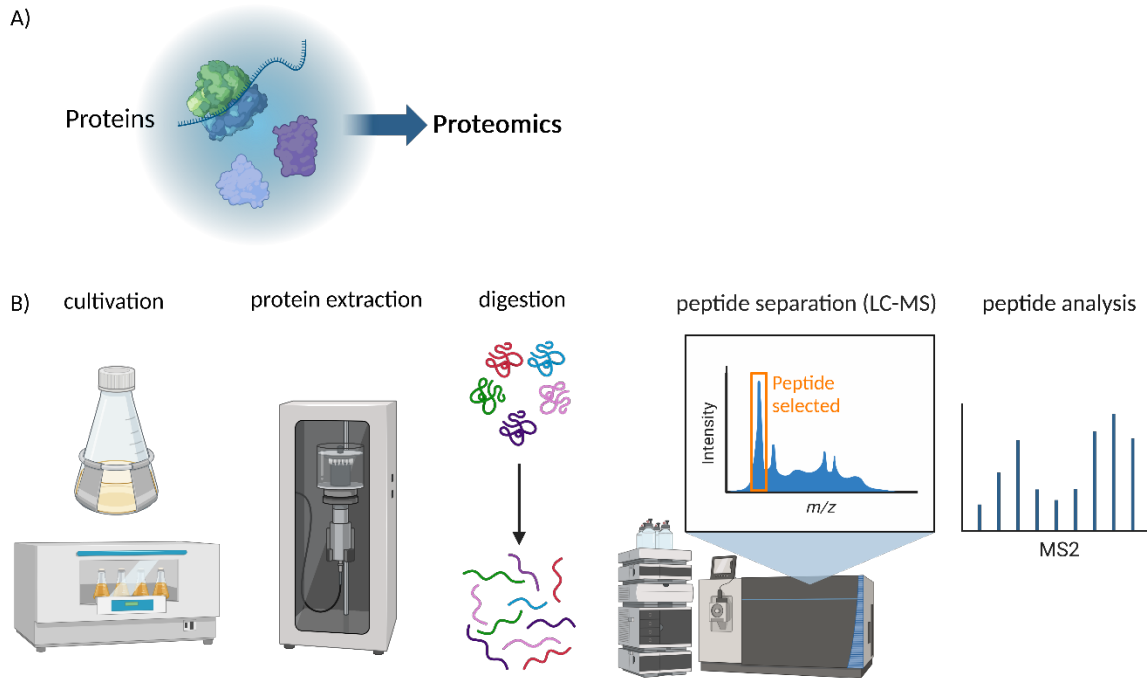 A)
Proteins
Proteomics
B)
cultivation
protein extraction
digestion
peptide separation (LC-MS)
peptide analysis
Peptide
selected
Intensity
m/z
MS2